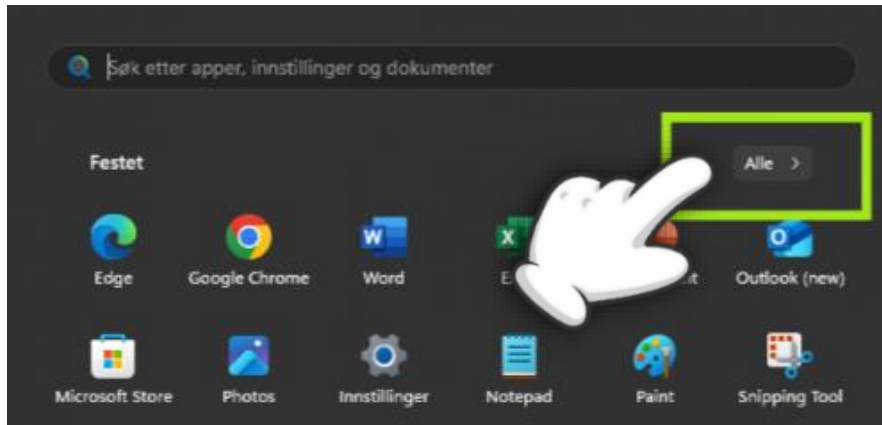 Søk etter apper, innstillinger og dokumenter
Festet
Alle >
Edge
Google Chrome
Word
Outlook (new)
Microsoft Store
Photos
Innstillinger
Notepad
Paint
Snipping Tool